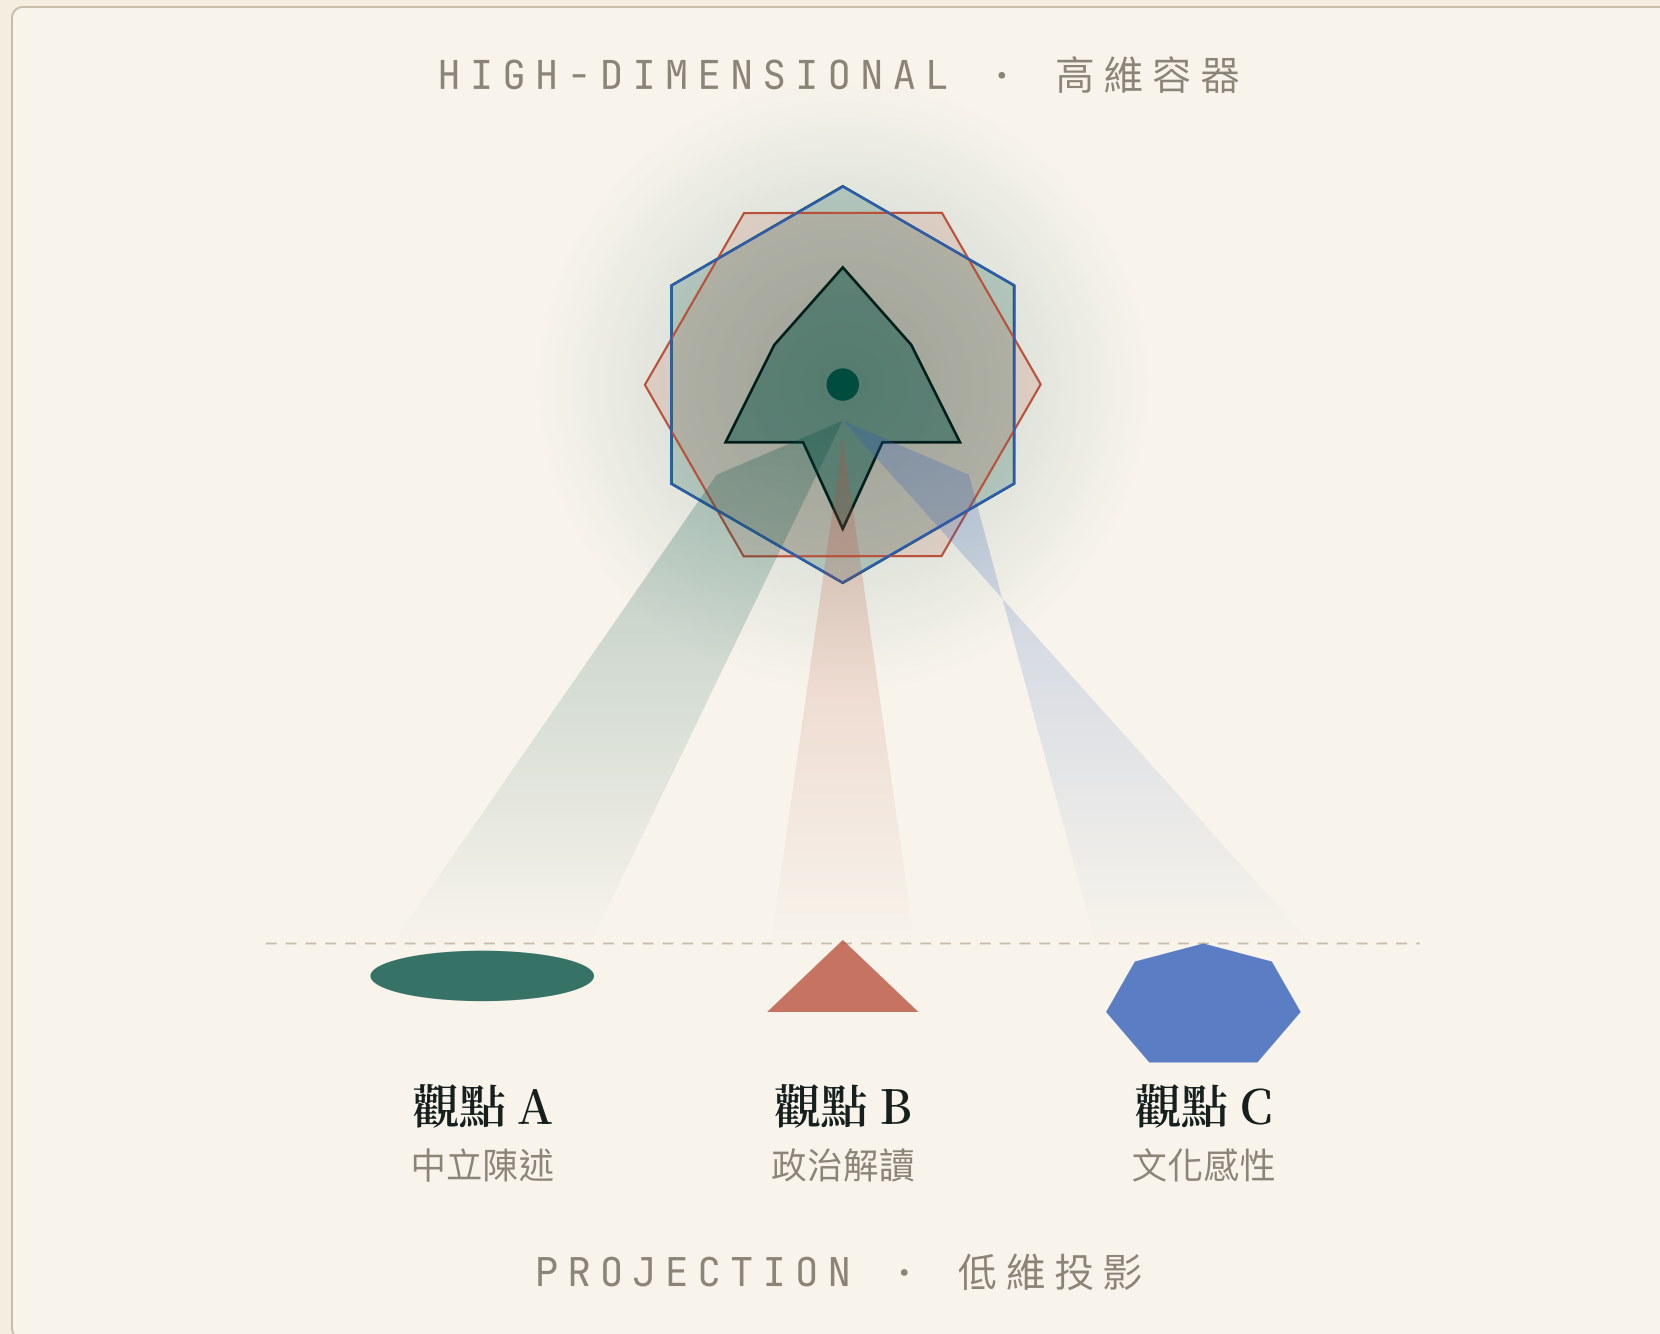 HIGH-DIMENSIONAL · 高維容器
觀點 A
中立陳述
觀點 B
政治解讀
觀點 C
文化感性
PROJECTION · 低維投影